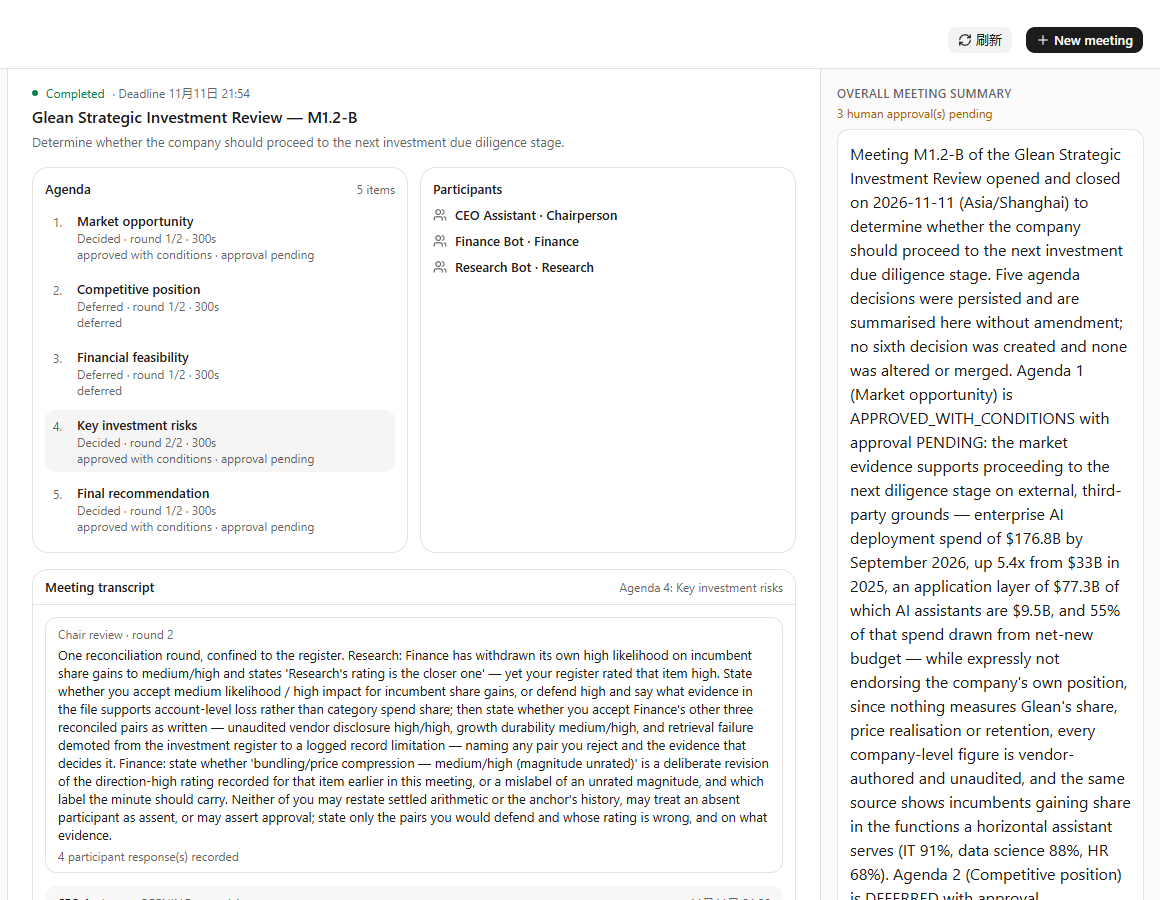 刷新
+ New meeting
Completed · Deadline 11月11日 21:54
Glean Strategic Investment Review — M1.2-B
Determine whether the company should proceed to the next investment due diligence stage.
Agenda
5 items
1. Market opportunity
Decided · round 1/2 · 300s
approved with conditions · approval pending
2. Competitive position
Deferred · round 1/2 · 300s
deferred
3. Financial feasibility
Deferred · round 1/2 · 300s
deferred
4. Key investment risks
Decided · round 2/2 · 300s
approved with conditions · approval pending
5. Final recommendation
Decided · round 1/2 · 300s
approved with conditions · approval pending
Participants
CEO Assistant · Chairperson
Finance Bot · Finance
Research Bot · Research
Meeting transcript
Agenda 4: Key investment risks
Chair review · round 2
One reconciliation round, confined to the register. Research: Finance has withdrawn its own high likelihood on incumbent
share gains to medium/high and states 'Research's rating is the closer one' — yet your register rated that item high. State
whether you accept medium likelihood / high impact for incumbent share gains, or defend high and say what evidence in
the file supports account-level loss rather than category spend share; then state whether you accept Finance's other three
reconciled pairs as written — unaudited vendor disclosure high/high, growth durability medium/high, and retrieval failure
demoted from the investment register to a logged record limitation — naming any pair you reject and the evidence that
decides it. Finance: state whether 'bundling/price compression — medium/high (magnitude unrated)' is a deliberate revision
of the direction-high rating recorded for that item earlier in this meeting, or a mislabel of an unrated magnitude, and which
label the minute should carry. Neither of you may restate settled arithmetic or the anchor's history, may treat an absent
participant as assent, or may assert approval; state only the pairs you would defend and whose rating is wrong, and on what
evidence.
4 participant response(s) recorded
OVERALL MEETING SUMMARY
3 human approval(s) pending
Meeting M1.2-B of the Glean Strategic
Investment Review opened and closed
on 2026-11-11 (Asia/Shanghai) to
determine whether the company
should proceed to the next investment
due diligence stage. Five agenda
decisions were persisted and are
summarised here without amendment;
no sixth decision was created and none
was altered or merged. Agenda 1
(Market opportunity) is
APPROVED_WITH_CONDITIONS with
approval PENDING: the market
evidence supports proceeding to the
next diligence stage on external, third-
party grounds — enterprise AI
deployment spend of $176.8B by
September 2026, up 5.4x from $33B in
2025, an application layer of $77.3B of
which AI assistants are $9.5B, and 55%
of that spend drawn from net-new
budget — while expressly not
endorsing the company's own position,
since nothing measures Glean's share,
price realisation or retention, every
company-level figure is vendor-
authored and unaudited, and the same
source shows incumbents gaining share
in the functions a horizontal assistant
serves (IT 91%, data science 88%, HR
68%). Agenda 2 (Competitive position)
is DEFERRED with approval